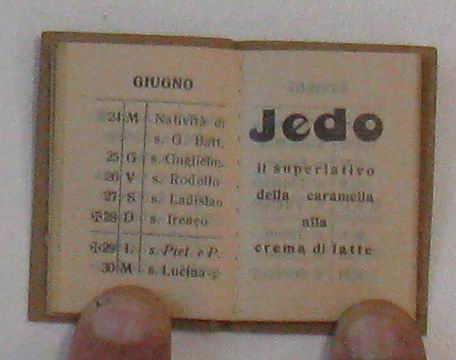 GIUGNO
24 M Natività di
s. G. Batt.
25 G s. Guglielm.
26 V s. Rodolfo
27 S s. Ladislao
✠28 D s. Ireneo
✠29 L s. Piet. e P.
30 M s. Lucina
Jedo
il superlativo
della caramella
alla
crema di latte